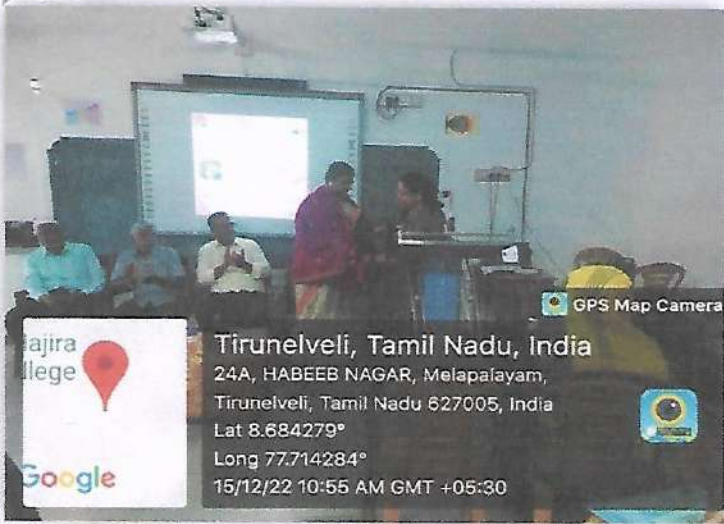 GPS Map Camera
ajira
llege
Google
Tirunelveli, Tamil Nadu, India
24A, HABEEB NAGAR, Melapalayam,
Tirunelveli, Tamil Nadu 627005, India
Lat 8.684279°
Long 77.714284°
15/12/22 10:55 AM GMT +05:30